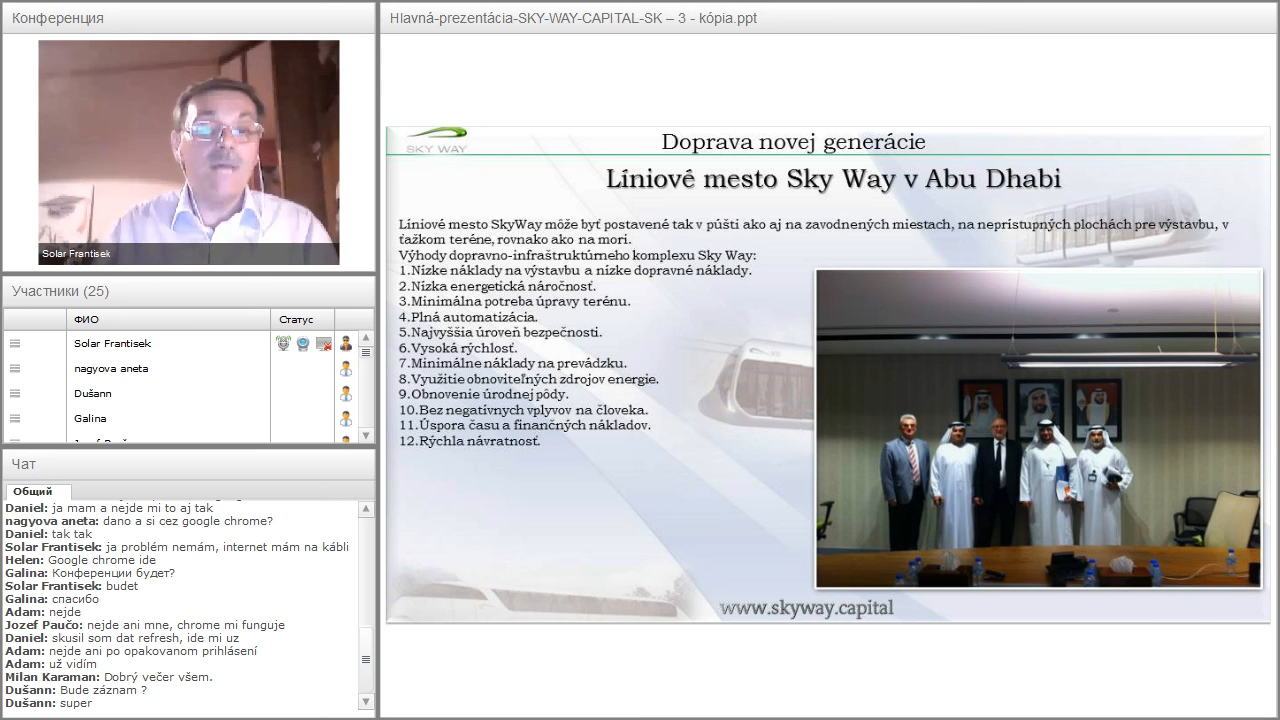 Конференция
Solar Frantisek
Участники (25)
ФИО
Статус
Solar Frantisek
nagyova aneta
Dušann
Galina
Чат
Общий
Daniel: ja mam a nejde mi to aj tak
nagyova aneta: dano a si cez google chrome?
Daniel: tak tak
Solar Frantisek: ja problém nemám, internet mám na kábli
Helen: Google chrome ide
Galina: Конференции будет?
Solar Frantisek: budet
Galina: спасибо
Adam: nejde
Jozef Paučo: nejde ani mne, chrome mi funguje
Daniel: skusil som dat refresh, ide mi uz
Adam: nejde ani po opakovanom prihlásení
Adam: už vidím
Milan Karaman: Dobrý večer všem.
Dušann: Bude záznam ?
Dušann: super
Hlavná-prezentácia-SKY-WAY-CAPITAL-SK – 3 - kópia.ppt
SKY WAY
Doprava novej generácie
Líniové mesto Sky Way v Abu Dhabi
Líniové mesto SkyWay môže byť postavené tak v púšti ako aj na zavodnených miestach, na neprístupných plochách pre výstavbu, v
ťažkom teréne, rovnako ako na mori.
Výhody dopravno-infraštruktúrneho komplexu Sky Way:
1.Nízke náklady na výstavbu a nízke dopravné náklady.
2.Nízka energetická náročnosť.
3.Minimálna potreba úpravy terénu.
4.Plná automatizácia.
5.Najvyššia úroveň bezpečnosti.
6.Vysoká rýchlosť.
7.Minimálne náklady na prevádzku.
8.Využitie obnoviteľných zdrojov energie.
9.Obnovenie úrodnej pôdy.
10.Bez negatívnych vplyvov na človeka.
11.Úspora času a finančných nákladov.
12.Rýchla návratnosť.
www.skyway.capital